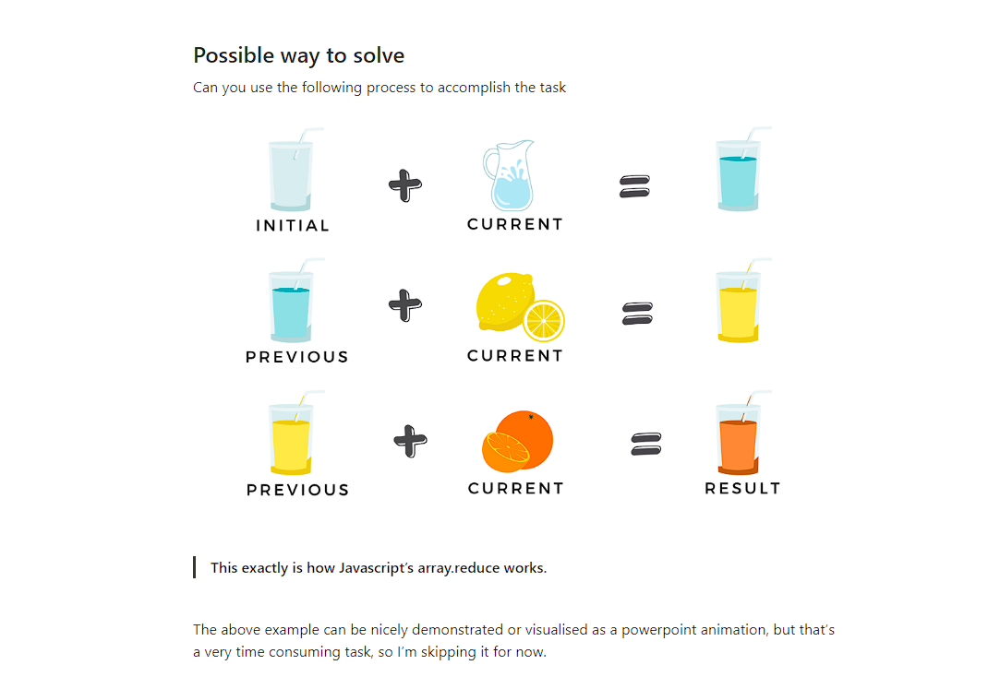 Possible way to solve
Can you use the following process to accomplish the task
INITIAL
CURRENT
PREVIOUS
CURRENT
PREVIOUS
CURRENT
RESULT
This exactly is how Javascript's array.reduce works.
The above example can be nicely demonstrated or visualised as a powerpoint animation, but that's
a very time consuming task, so I'm skipping it for now.